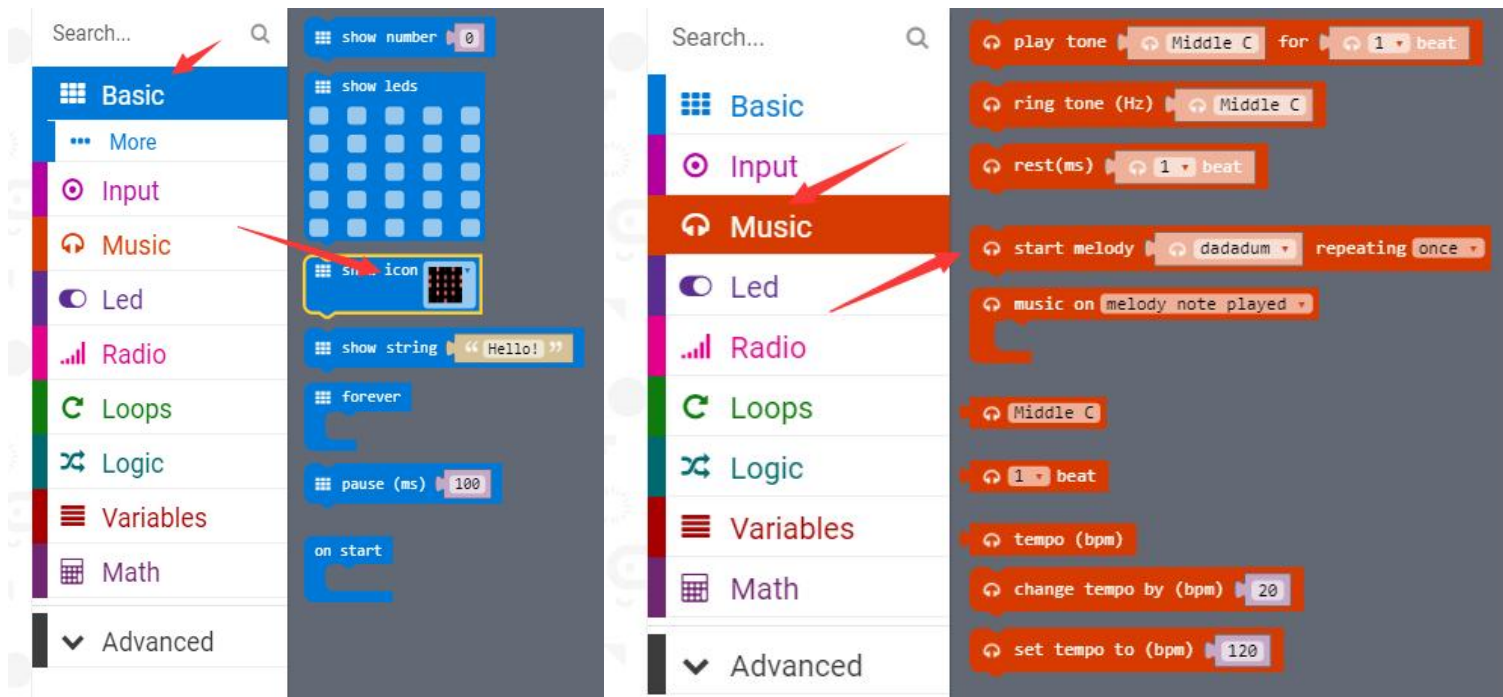 Search...
Basic
More
Input
Music
Led
Radio
Loops
Logic
Variables
Math
Advanced
show number 0
show leds
show icon
show string “ Hello! ”
forever
pause (ms) 100
on start
Search...
Basic
Input
Music
Led
Radio
Loops
Logic
Variables
Math
Advanced
play tone Middle C for 1 beat
ring tone (Hz) Middle C
rest(ms) 1 beat
start melody dadadum repeating once
music on melody note played
Middle C
1 beat
tempo (bpm)
change tempo by (bpm) 20
set tempo to (bpm) 120